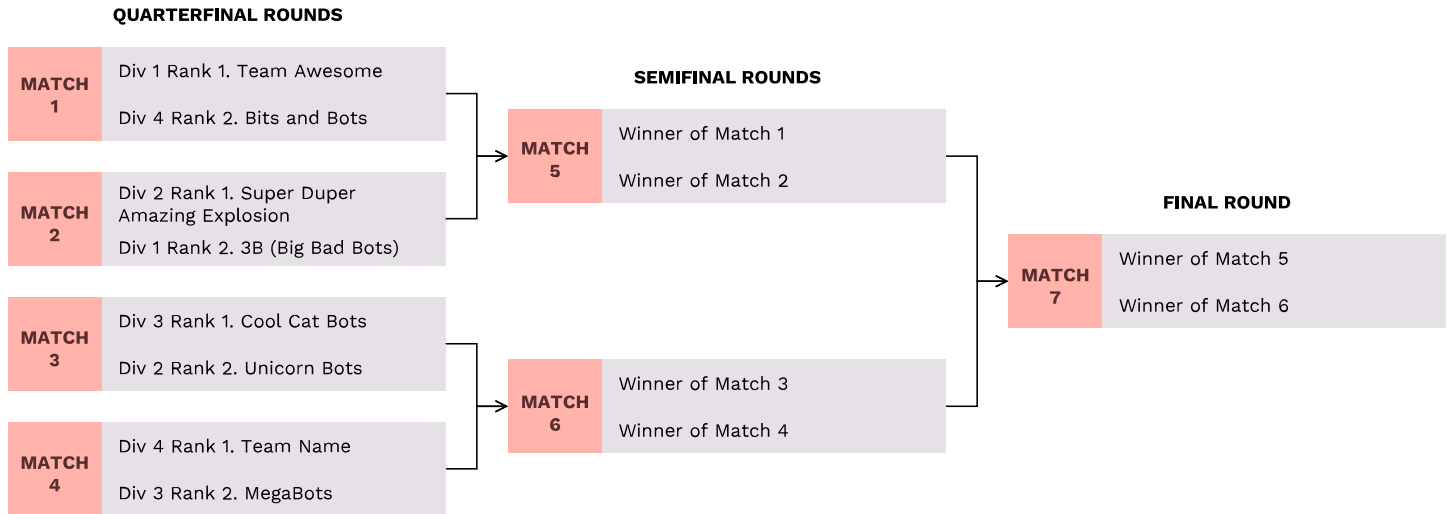 QUARTERFINAL ROUNDS
MATCH
1
Div 1 Rank 1. Team Awesome
Div 4 Rank 2. Bits and Bots
MATCH
2
Div 2 Rank 1. Super Duper
Amazing Explosion
Div 1 Rank 2. 3B (Big Bad Bots)
MATCH
3
Div 3 Rank 1. Cool Cat Bots
Div 2 Rank 2. Unicorn Bots
MATCH
4
Div 4 Rank 1. Team Name
Div 3 Rank 2. MegaBots
SEMIFINAL ROUNDS
MATCH
5
Winner of Match 1
Winner of Match 2
MATCH
6
Winner of Match 3
Winner of Match 4
FINAL ROUND
MATCH
7
Winner of Match 5
Winner of Match 6